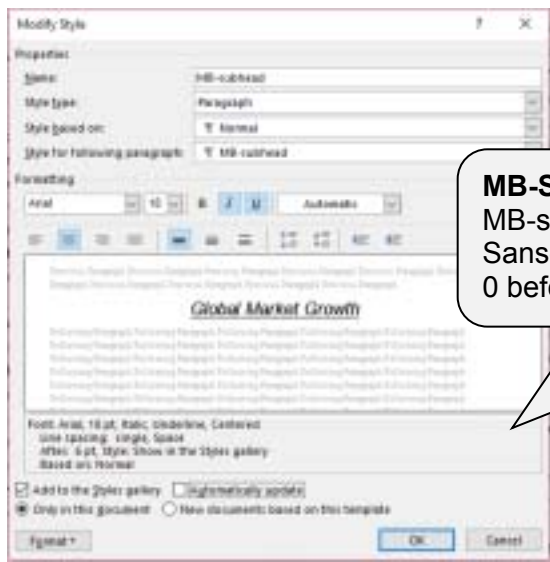 Modify Style
? ×
Properties
Name: MB-subhead
Style type: Paragraph
Style based on: ¶ Normal
Style for following paragraph: ¶ MB-subhead
Formatting
Arial B I U Automatic
Global Market Growth
Font: Arial, Italic, Underline, Centered
Line spacing: single, Space
After: 6 pt, Style: Show in the Styles gallery
Based on: Normal
Add to the Styles gallery Automatically update
Only in this document New documents based on this template
Format OK Cancel
MB-S
MB-s
Sans
0 befo